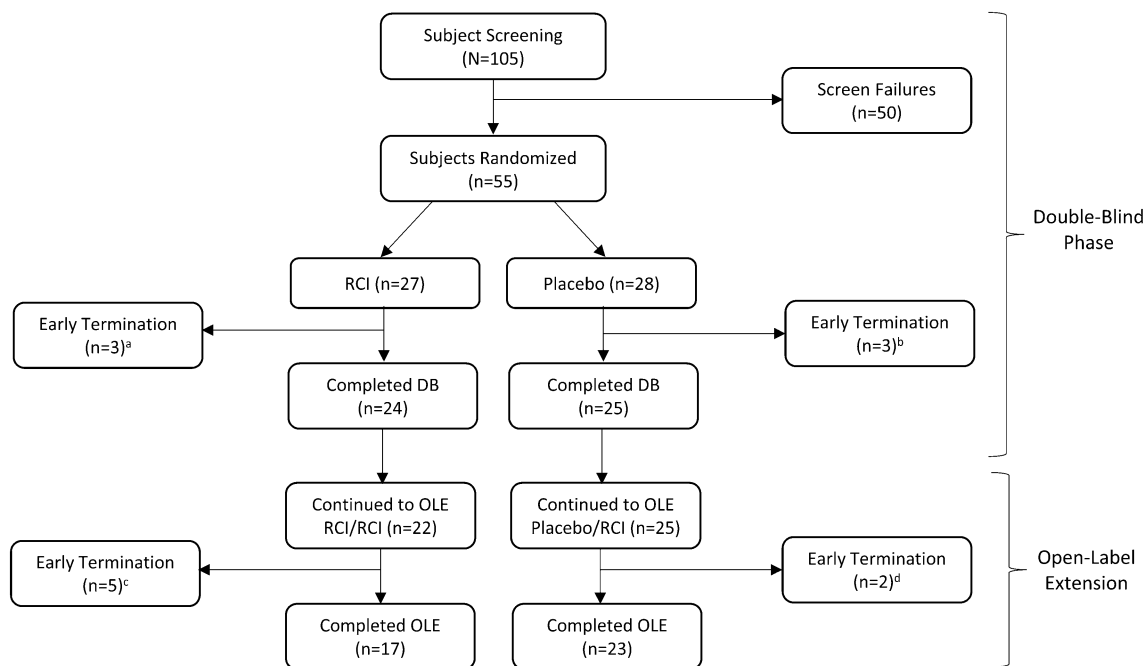 Subject Screening
(N=105)
Screen Failures
(n=50)
Subjects Randomized
(n=55)
Double-Blind
Phase
RCI (n=27)
Placebo (n=28)
Early Termination
(n=3)ᵃ
Early Termination
(n=3)ᵇ
Completed DB
(n=24)
Completed DB
(n=25)
Continued to OLE
RCI/RCI (n=22)
Continued to OLE
Placebo/RCI (n=25)
Early Termination
(n=5)ᶜ
Early Termination
(n=2)ᵈ
Open-Label
Extension
Completed OLE
(n=17)
Completed OLE
(n=23)